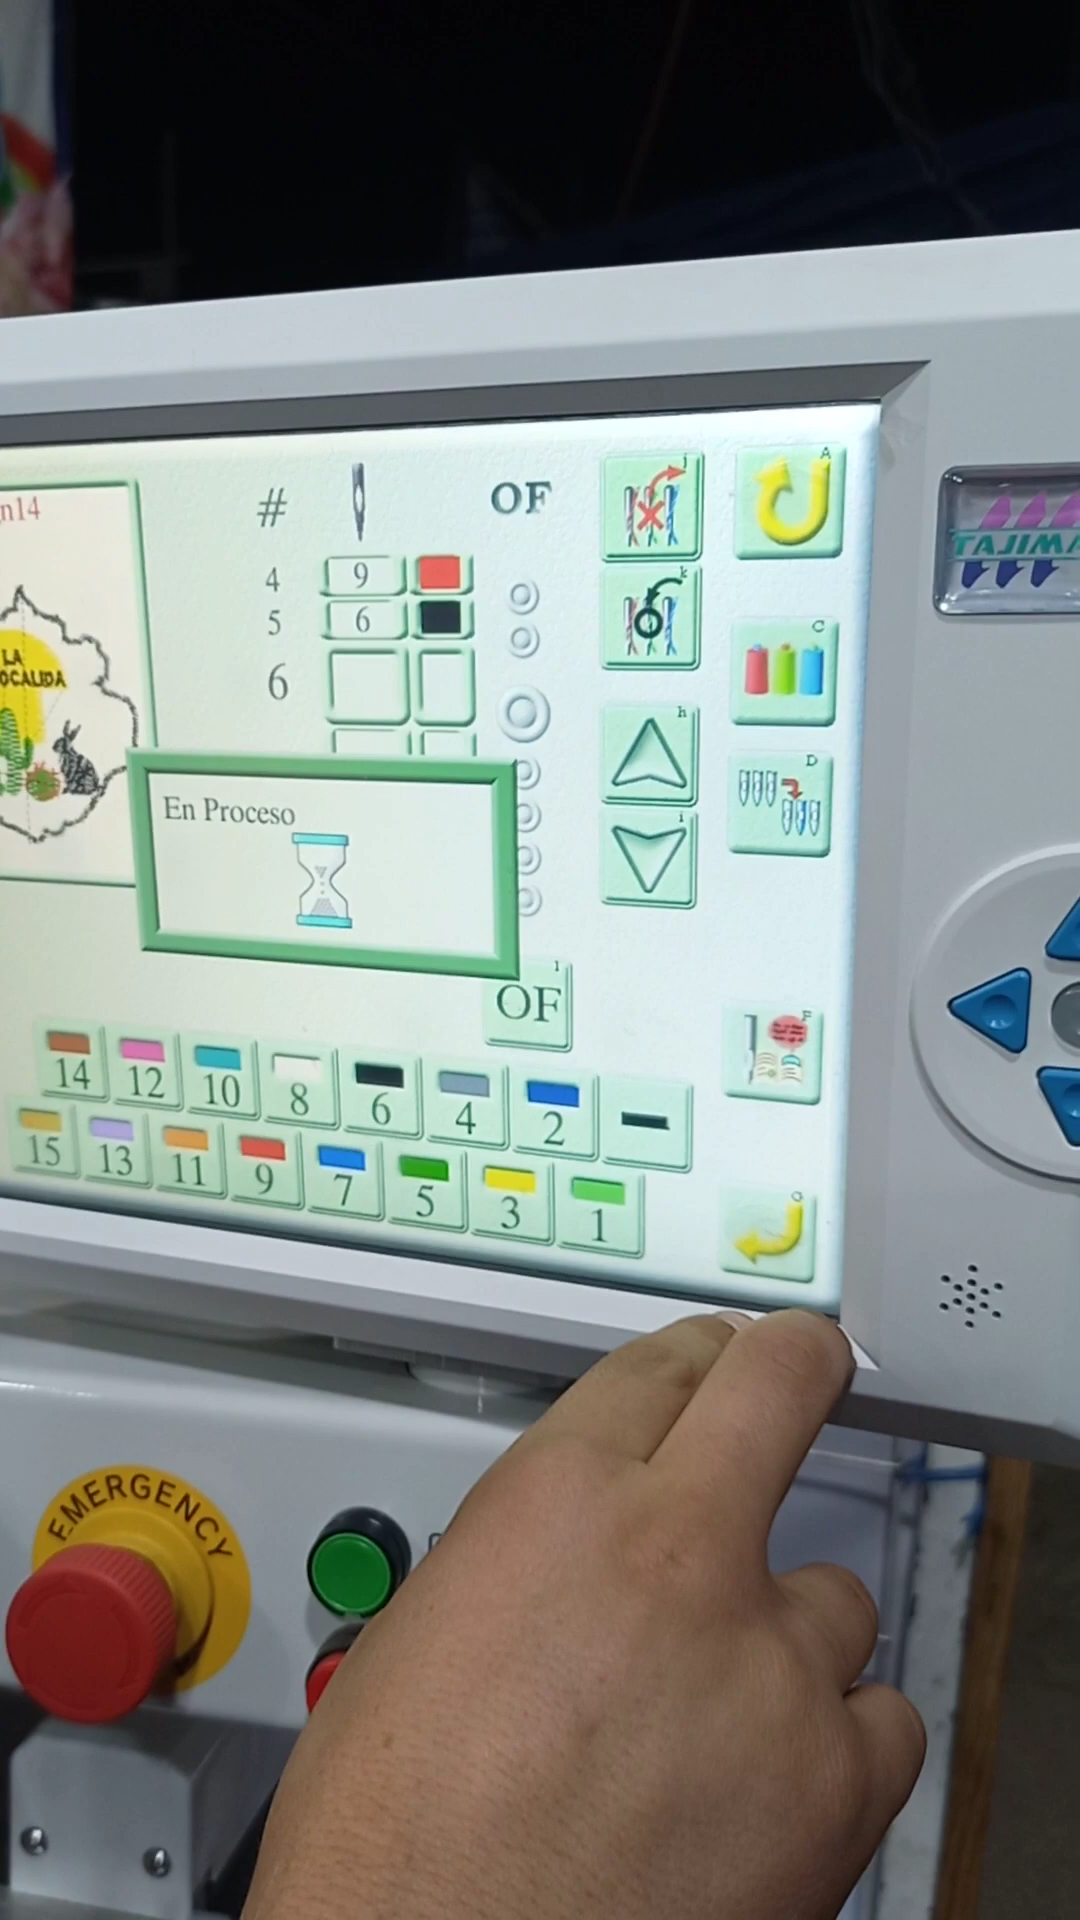 n14
# OF
4 9
5 6
6
LA
OCALIDA
En Proceso
OF
14 12 10 8 6 4 2
15 13 11 9 7 5 3 1
j
A
k
C
h
D
i
l
F
G
TAJIMA
EMERGENCY